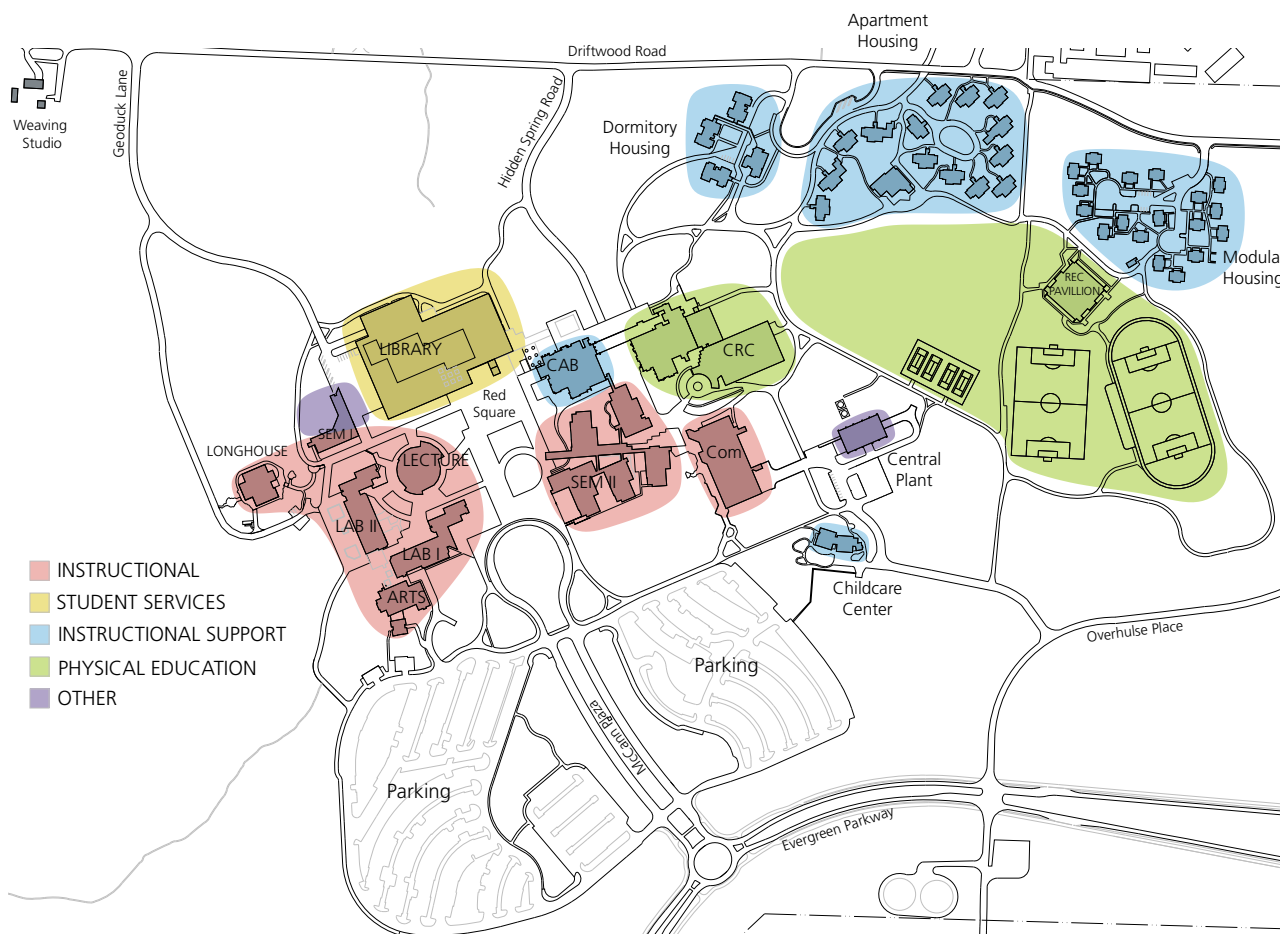 Apartment
Housing
Driftwood Road
Geoduck Lane
Weaving
Studio
Hidden Spring Road
Dormitory
Housing
Modula
Housing
REC
PAVILLION
LIBRARY
CAB
CRC
Red
Square
SEM I
LONGHOUSE
LECTURE
SEM II
Com
Central
Plant
LAB II
LAB I
ARTS
Childcare
Center
INSTRUCTIONAL
STUDENT SERVICES
INSTRUCTIONAL SUPPORT
PHYSICAL EDUCATION
OTHER
Overhulse Place
Parking
McCann Plaza
Parking
Evergreen Parkway